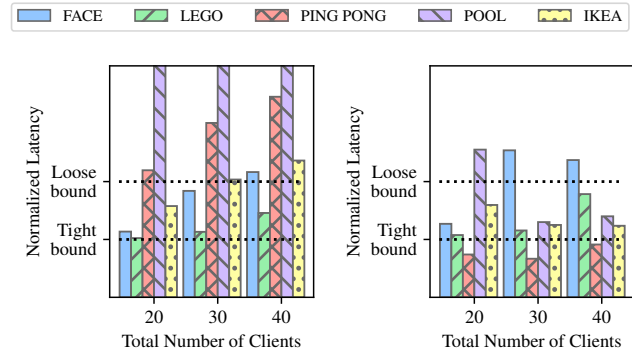 FACE LEGO PING PONG POOL IKEA
Normalized Latency
Loose
bound
Tight
bound
20 30 40
Total Number of Clients
Normalized Latency
Loose
bound
Tight
bound
20 30 40
Total Number of Clients